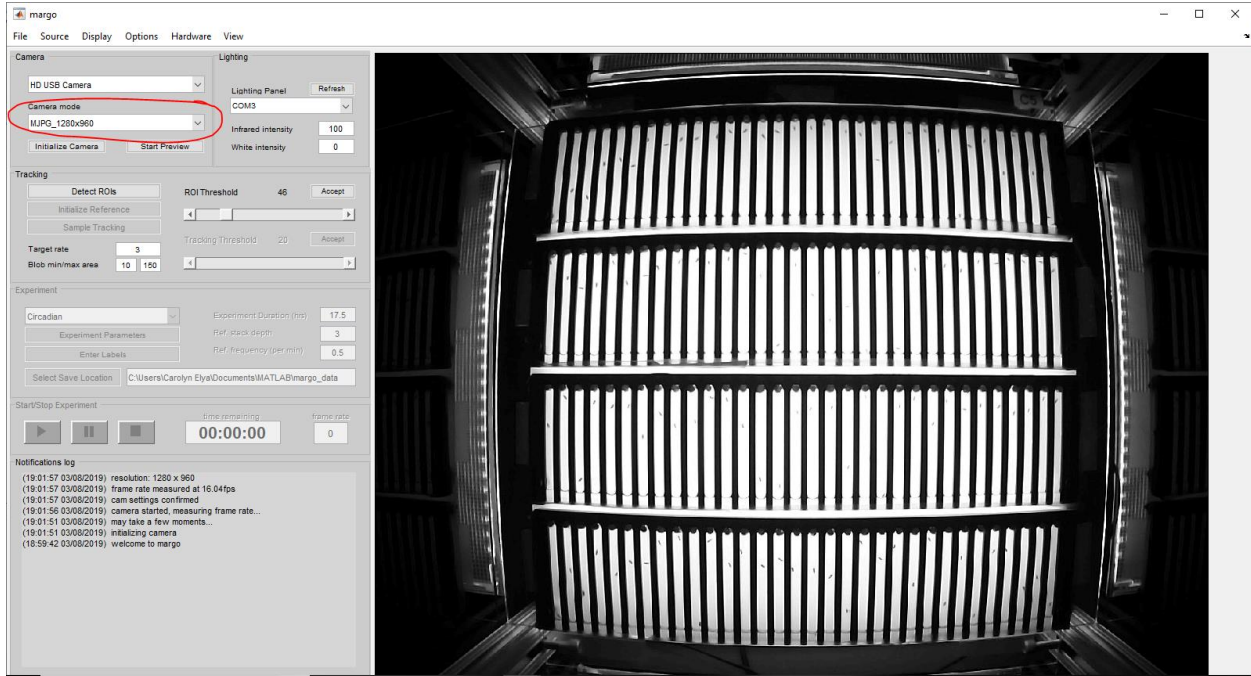 margo
File Source Display Options Hardware View
Camera
HD USB Camera
Camera mode
MJPG_1280x960
Initialize Camera Start Preview
Lighting
Lighting Panel Refresh
COM3
Infrared intensity 100
White intensity 0
Tracking
Detect ROIs
Initialize Reference
Sample Tracking
Target rate 3
Blob min/max area 10 150
ROI Threshold 46 Accept
Tracking Threshold 20 Accept
Experiment
Circadian
Experiment Parameters
Enter Labels
Experiment Duration (hrs) 17.5
Ref. stack depth 3
Ref. frequency (per min) 0.5
Select Save Location C:\Users\Carolyn Elya\Documents\MATLAB\margo_data
Start/Stop Experiment
time remaining frame rate
00:00:00 0
Notifications log
(19:01:57 03/08/2019) resolution: 1280 x 960
(19:01:57 03/08/2019) frame rate measured at 16.04fps
(19:01:57 03/08/2019) cam settings confirmed
(19:01:56 03/08/2019) camera started, measuring frame rate...
(19:01:51 03/08/2019) may take a few moments...
(19:01:51 03/08/2019) initializing camera
(18:59:42 03/08/2019) welcome to margo